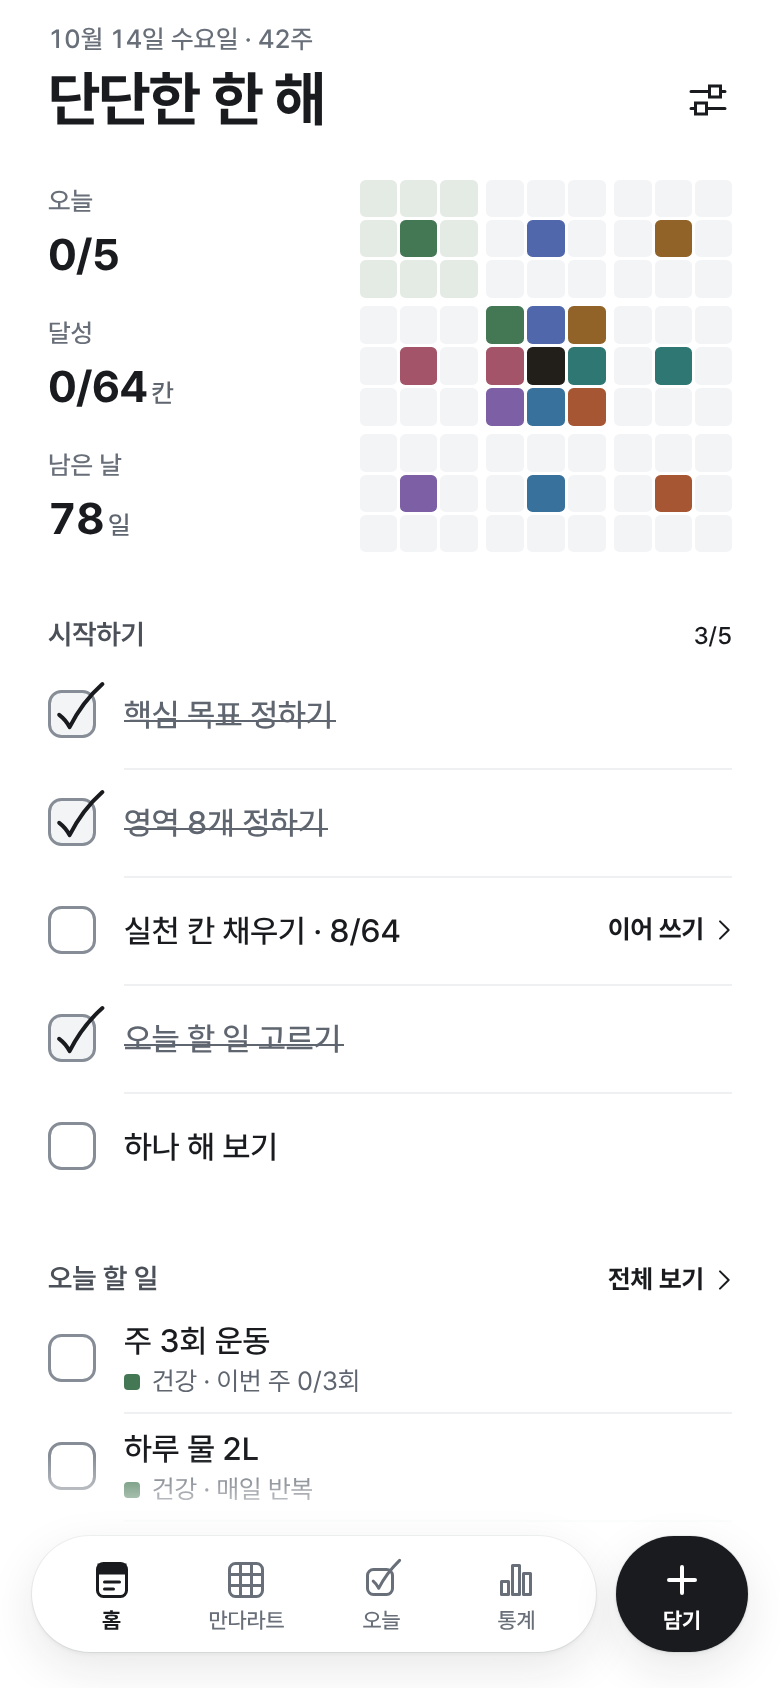 10월 14일 수요일 · 42주
단단한 한 해
오늘
0/5
달성
0/64칸
남은 날
78일
시작하기
3/5
핵심 목표 정하기
영역 8개 정하기
실천 칸 채우기 · 8/64
이어 쓰기
오늘 할 일 고르기
하나 해 보기
오늘 할 일
전체 보기
주 3회 운동
건강 · 이번 주 0/3회
하루 물 2L
건강 · 매일 반복
홈
만다라트
오늘
통계
담기